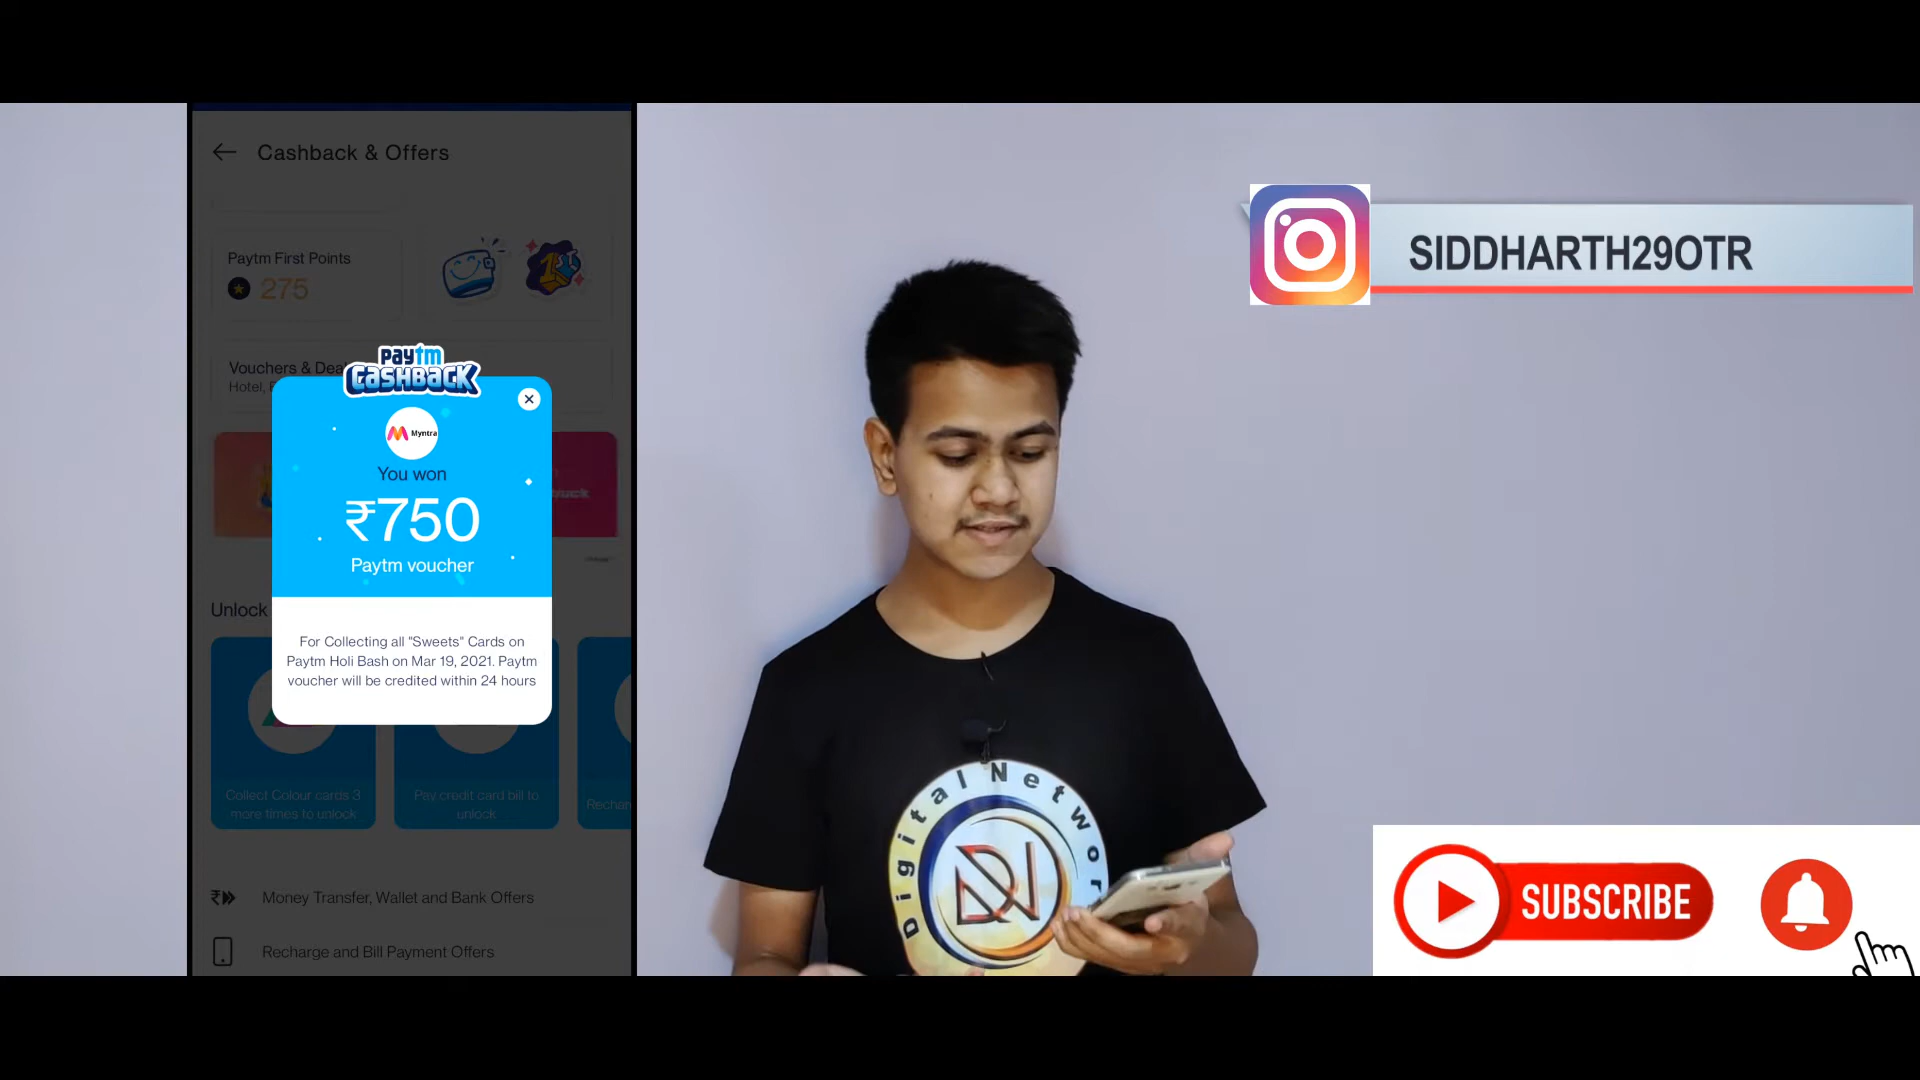 Cashback & Offers
Paytm First Points
275
Vouchers & Dea
Hotel,
paytm
CASHBACK
Myntra
You won
₹750
Paytm voucher
For Collecting all "Sweets" Cards on
Paytm Holi Bash on Mar 19, 2021. Paytm
voucher will be credited within 24 hours
Unlock
Collect Colour cards 3
more times to unlock
Pay credit card bill to
unlock
Money Transfer, Wallet and Bank Offers
Recharge and Bill Payment Offers
SIDDHARTH29OTR
Digital Network
DN
SUBSCRIBE